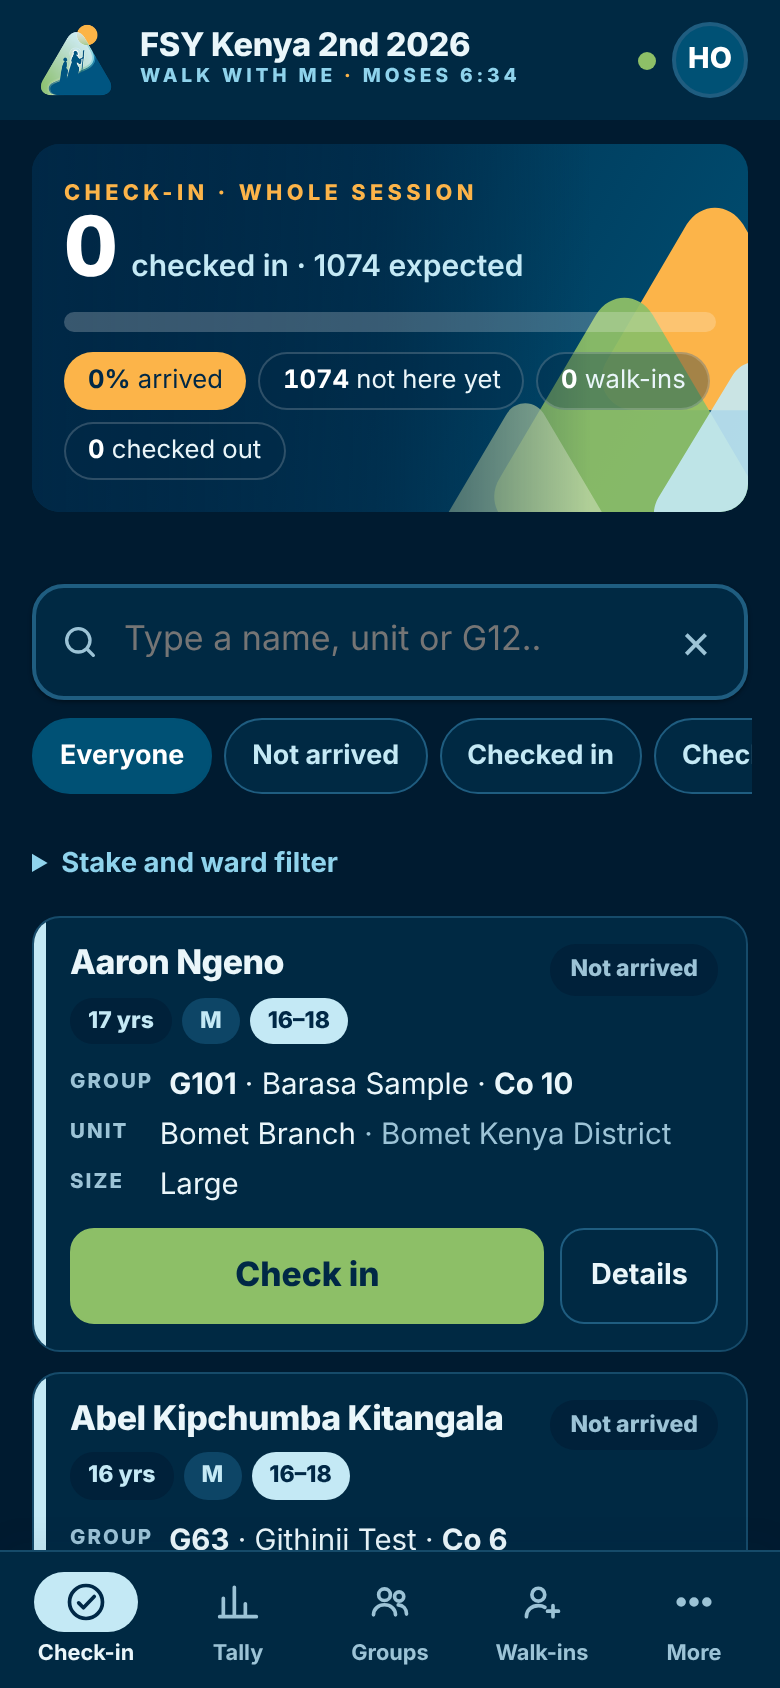 FSY Kenya 2nd 2026
WALK WITH ME · MOSES 6:34
HO
CHECK-IN · WHOLE SESSION
0 checked in · 1074 expected
0% arrived
1074 not here yet
0 walk-ins
0 checked out
Type a name, unit or G12..
Everyone
Not arrived
Checked in
Chec
Stake and ward filter
Aaron Ngeno
Not arrived
17 yrs
M
16–18
GROUP G101 · Barasa Sample · Co 10
UNIT Bomet Branch · Bomet Kenya District
SIZE Large
Check in
Details
Abel Kipchumba Kitangala
Not arrived
16 yrs
M
16–18
GROUP G63 · Githinji Test · Co 6
Check-in
Tally
Groups
Walk-ins
More